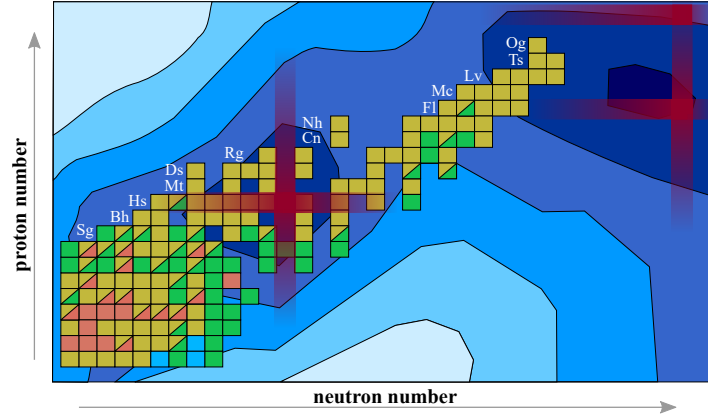 Og
Ts
Lv
Mc
Fl
Nh
Cn
Rg
Ds
Mt
Hs
Bh
Sg
proton number
neutron number